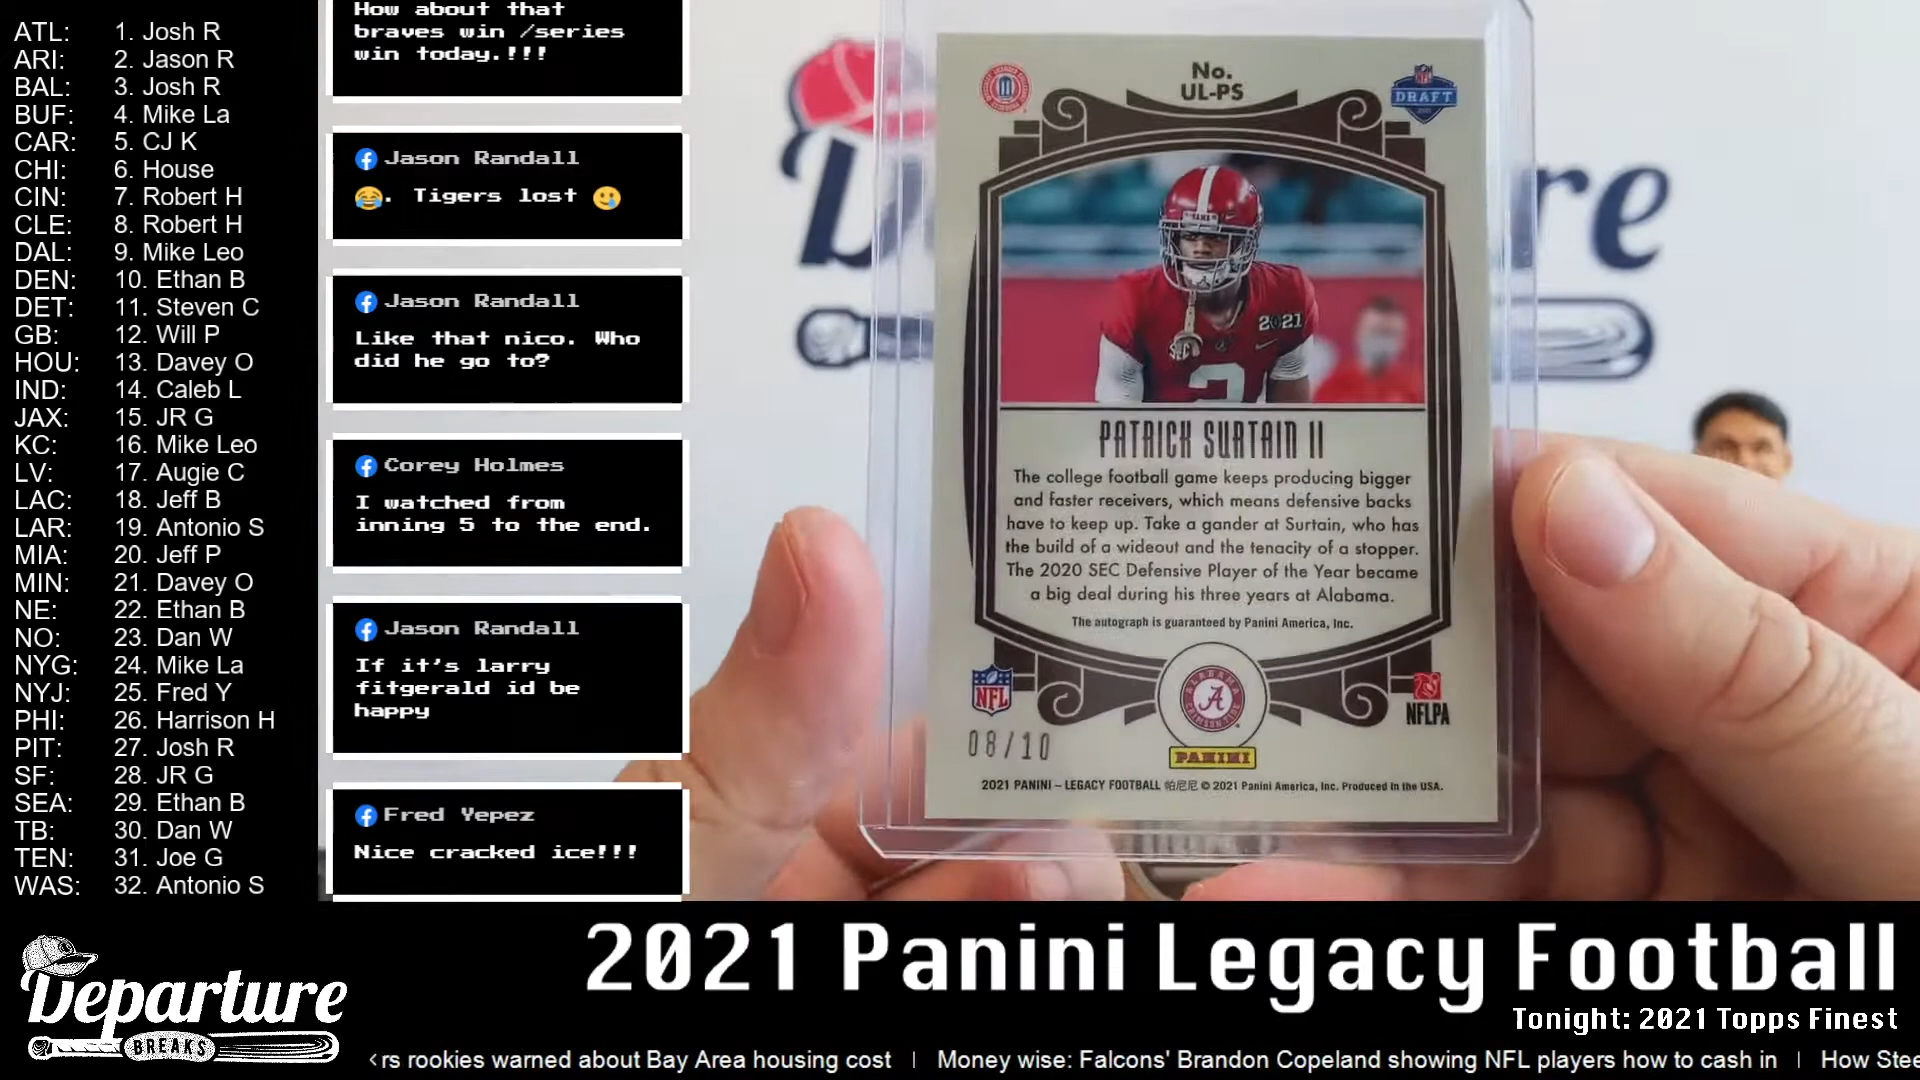 ATL: 1. Josh R
ARI: 2. Jason R
BAL: 3. Josh R
BUF: 4. Mike La
CAR: 5. CJ K
CHI: 6. House
CIN: 7. Robert H
CLE: 8. Robert H
DAL: 9. Mike Leo
DEN: 10. Ethan B
DET: 11. Steven C
GB: 12. Will P
HOU: 13. Davey O
IND: 14. Caleb L
JAX: 15. JR G
KC: 16. Mike Leo
LV: 17. Augie C
LAC: 18. Jeff B
LAR: 19. Antonio S
MIA: 20. Jeff P
MIN: 21. Davey O
NE: 22. Ethan B
NO: 23. Dan W
NYG: 24. Mike La
NYJ: 25. Fred Y
PHI: 26. Harrison H
PIT: 27. Josh R
SF: 28. JR G
SEA: 29. Ethan B
TB: 30. Dan W
TEN: 31. Joe G
WAS: 32. Antonio S
How about that
braves win /series
win today.!!!
Jason Randall
😂. Tigers lost 🥲
Jason Randall
Like that nico. Who
did he go to?
Corey Holmes
I watched from
inning 5 to the end.
Jason Randall
If it's larry
fitgerald id be
happy
Fred Yepez
Nice cracked ice!!!
No.
UL-PS
NFL
DRAFT
2021
PATRICK SURTAIN II
The college football game keeps producing bigger
and faster receivers, which means defensive backs
have to keep up. Take a gander at Surtain, who has
the build of a wideout and the tenacity of a stopper.
The 2020 SEC Defensive Player of the Year became
a big deal during his three years at Alabama.
The autograph is guaranteed by Panini America, Inc.
NFL
ALABAMA
A
CRIMSON TIDE
NFLPA
08/10
PANINI
2021 PANINI – LEGACY FOOTBALL 帕尼尼 © 2021 Panini America, Inc. Produced in the USA.
re
Departure
BREAKS
2021 Panini Legacy Football
Tonight: 2021 Topps Finest
rs rookies warned about Bay Area housing cost | Money wise: Falcons' Brandon Copeland showing NFL players how to cash in | How Stee